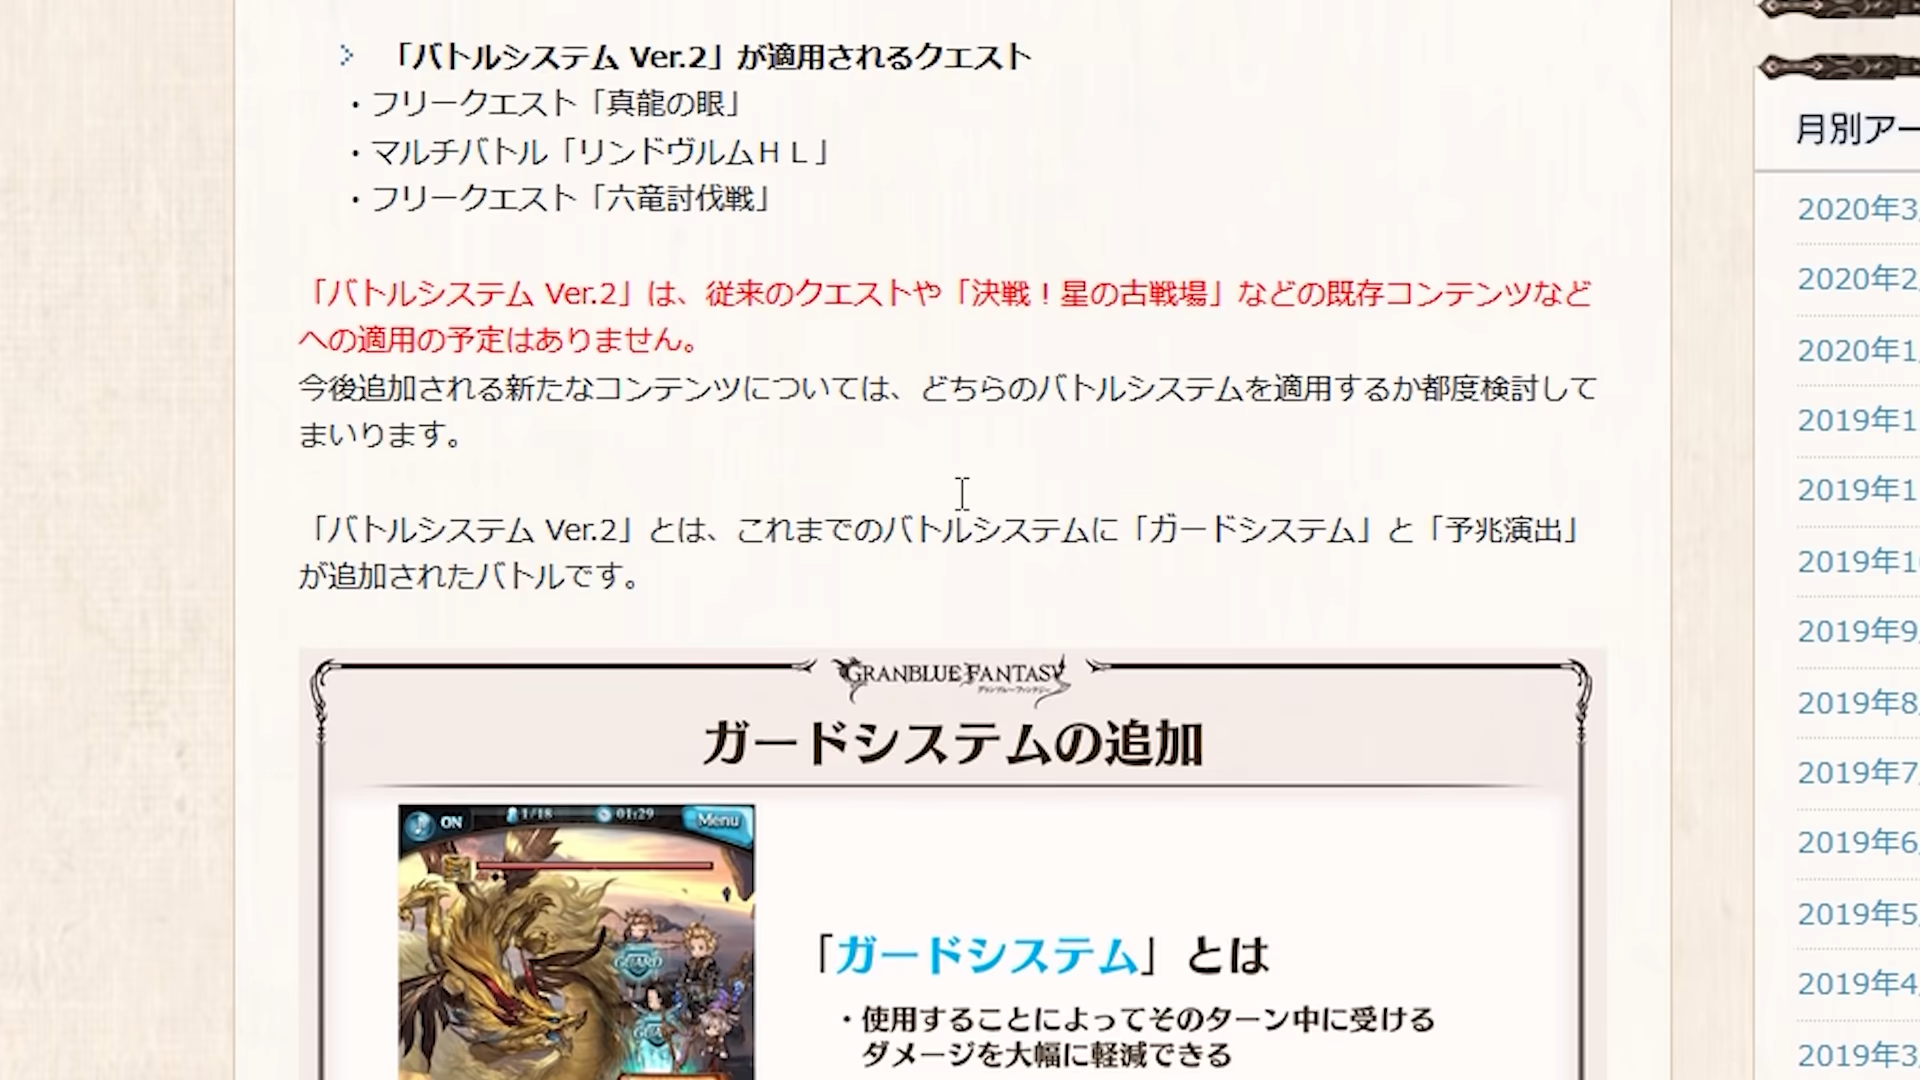 「バトルシステム Ver.2」が適用されるクエスト
・フリークエスト「真龍の眼」
・マルチバトル「リンドヴルムＨＬ」
・フリークエスト「六竜討伐戦」
「バトルシステム Ver.2」は、従来のクエストや「決戦！星の古戦場」などの既存コンテンツなど
への適用の予定はありません。
今後追加される新たなコンテンツについては、どちらのバトルシステムを適用するか都度検討して
まいります。
「バトルシステム Ver.2」とは、これまでのバトルシステムに「ガードシステム」と「予兆演出」
が追加されたバトルです。
GRANBLUE FANTASY
グランブルーファンタジー
ガードシステムの追加
ON
1/18
01:29
Menu
GUARD
「ガードシステム」とは
・使用することによってそのターン中に受ける
ダメージを大幅に軽減できる
月別アー
2020年3
2020年2
2020年1
2019年1
2019年1
2019年1
2019年9
2019年8
2019年7
2019年6
2019年5
2019年4
2019年3